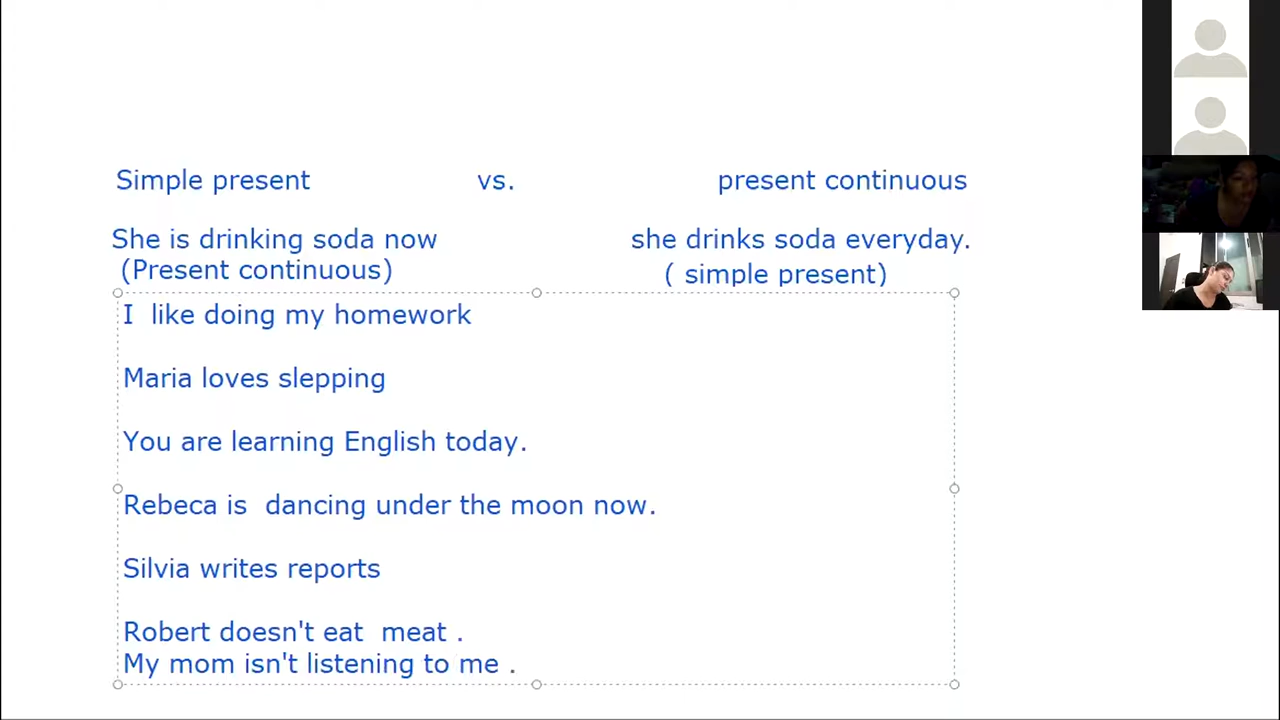 Simple present vs. present continuous
She is drinking soda now she drinks soda everyday.
(Present continuous) ( simple present)
I  like doing my homework
Maria loves slepping
You are learning English today.
Rebeca is  dancing under the moon now.
Silvia writes reports
Robert doesn't eat  meat .
My mom isn't listening to me .